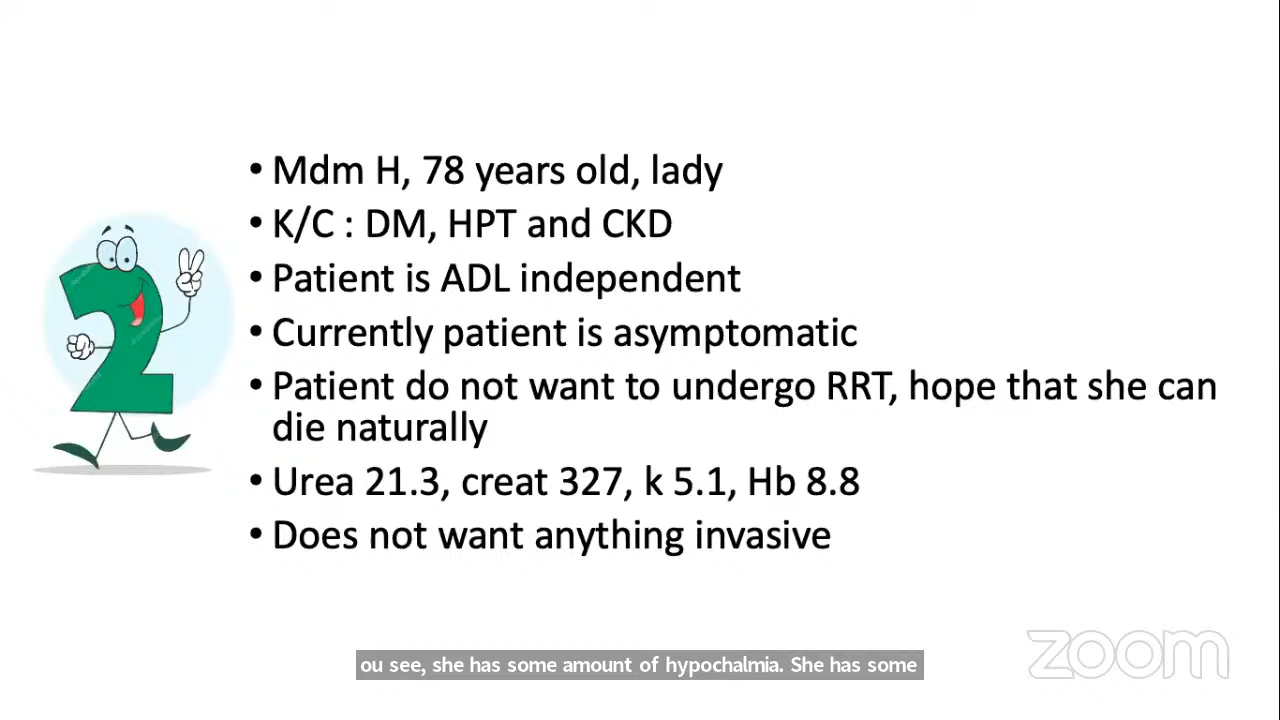 • Mdm H, 78 years old, lady
• K/C : DM, HPT and CKD
• Patient is ADL independent
• Currently patient is asymptomatic
• Patient do not want to undergo RRT, hope that she can
die naturally
• Urea 21.3, creat 327, k 5.1, Hb 8.8
• Does not want anything invasive
zoom
ou see, she has some amount of hypochalmia. She has some